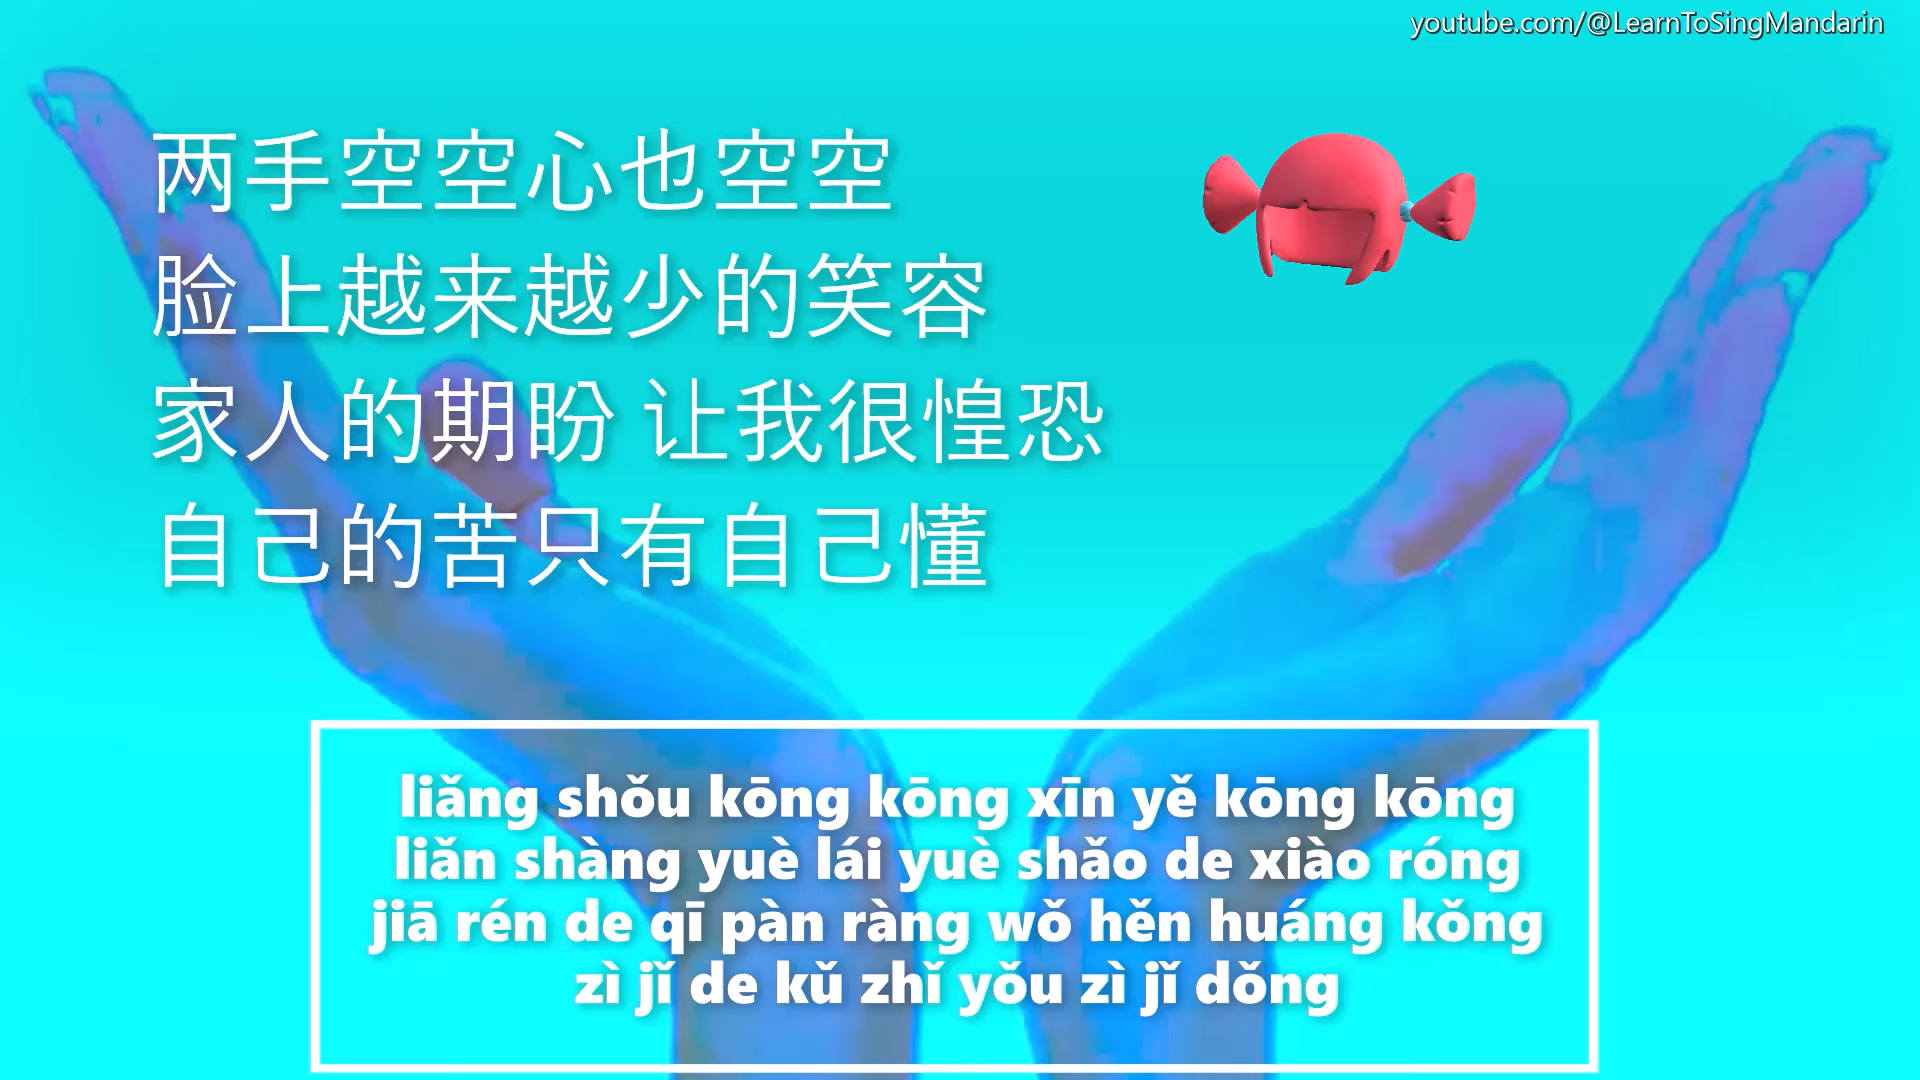 youtube.com/@LearnToSingMandarin
两手空空心也空空
脸上越来越少的笑容
家人的期盼 让我很惶恐
自己的苦只有自己懂
liǎng shǒu kōng kōng xīn yě kōng kōng
liǎn shàng yuè lái yuè shǎo de xiào róng
jiā rén de qī pàn ràng wǒ hěn huáng kǒng
zì jǐ de kǔ zhǐ yǒu zì jǐ dǒng